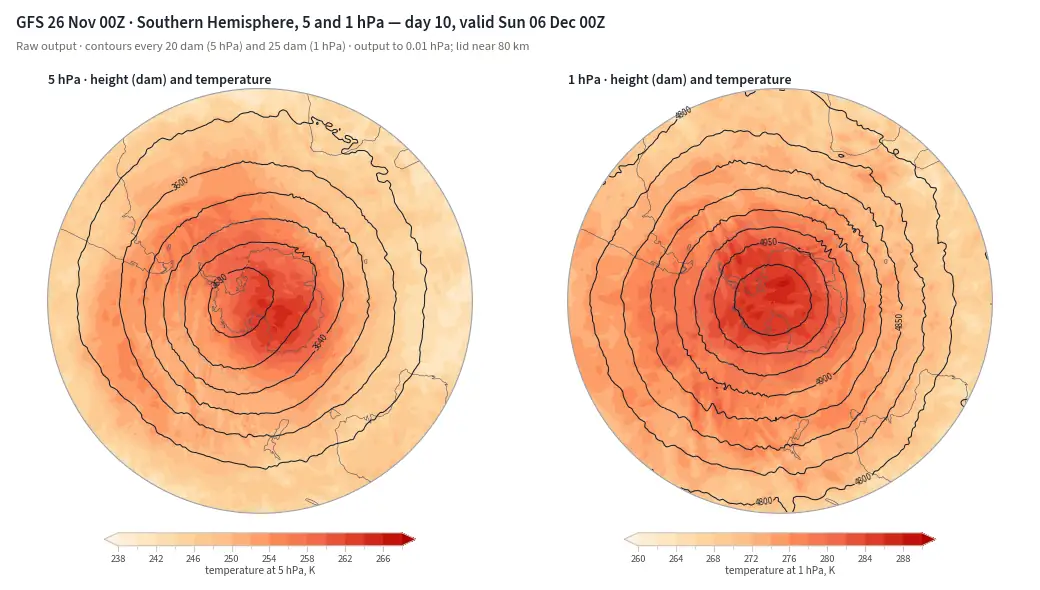 GFS 26 Nov 00Z · Southern Hemisphere, 5 and 1 hPa — day 10, valid Sun 06 Dec 00Z
Raw output · contours every 20 dam (5 hPa) and 25 dam (1 hPa) · output to 0.01 hPa; lid near 80 km
5 hPa · height (dam) and temperature
1 hPa · height (dam) and temperature
3600
3640
4800
4950
4850
4900
4800
4800
238 242 246 250 254 258 262 266
temperature at 5 hPa, K
260 264 268 272 276 280 284 288
temperature at 1 hPa, K